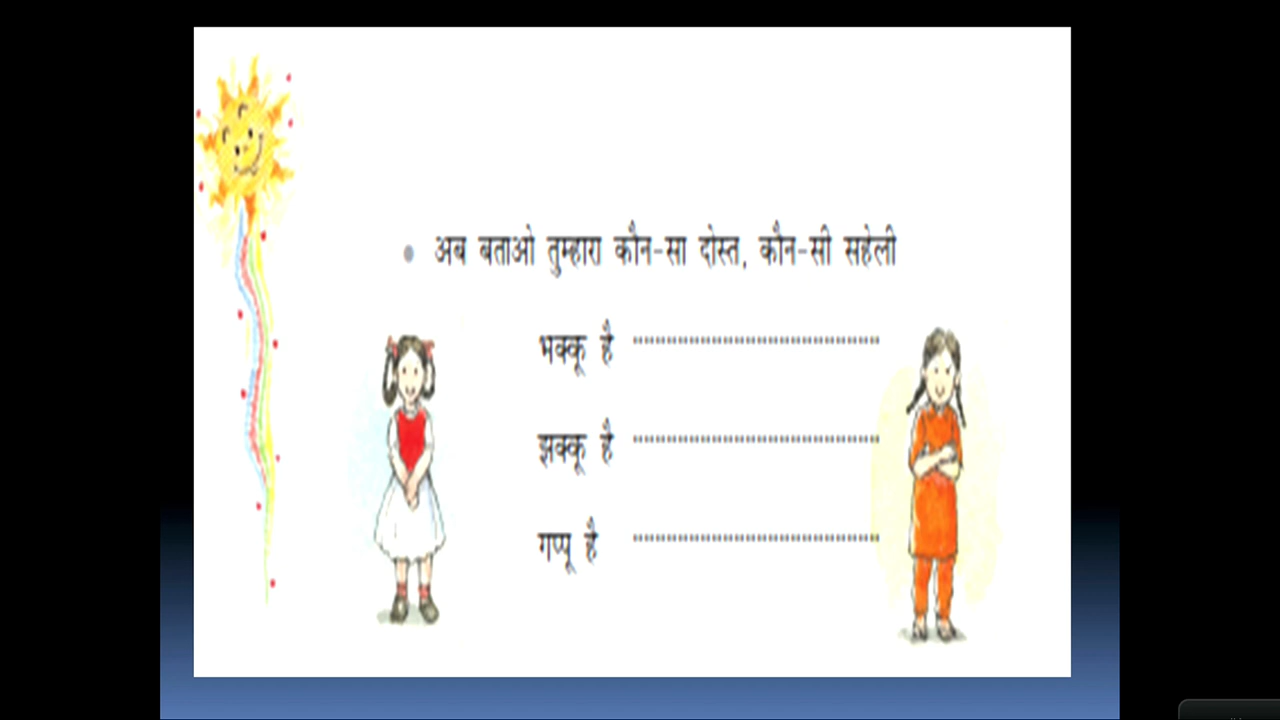 • अब बताओ तुम्हारा कौन-सा दोस्त, कौन-सी सहेली
भक्कू है ........................................
झक्कू है ........................................
गप्पू है ........................................